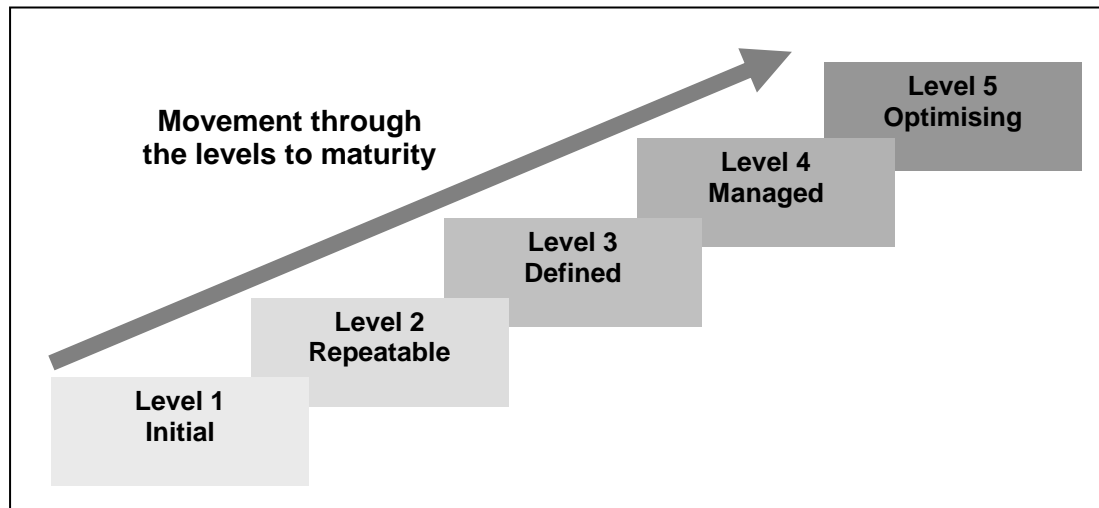 Movement through
the levels to maturity
Level 5
Optimising
Level 4
Managed
Level 3
Defined
Level 2
Repeatable
Level 1
Initial